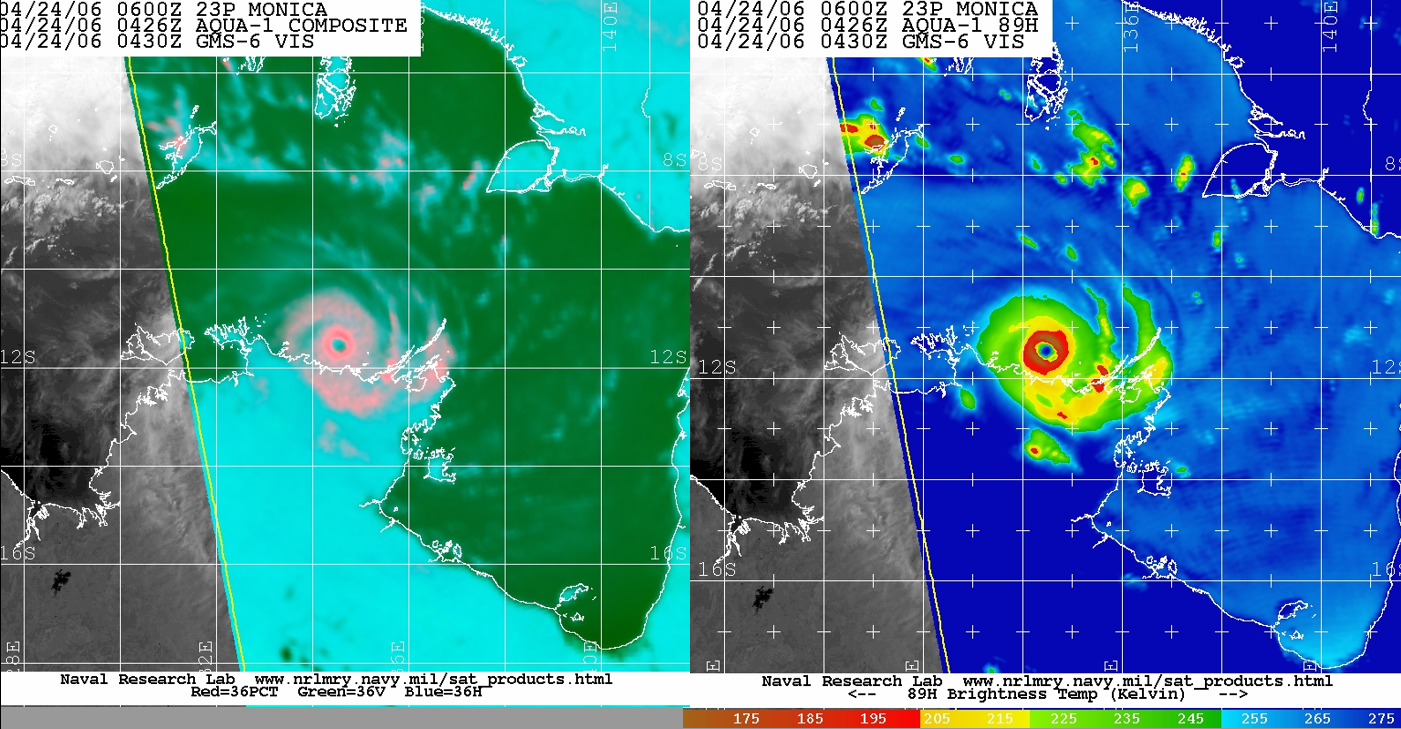 04/24/06 0600Z 23P MONICA
04/24/06 0426Z AQUA-1 COMPOSITE
04/24/06 0430Z GMS-6 VIS
140E
8S
12S
12S
16S
16S
Naval Research Lab www.nrlmry.navy.mil/sat_products.html
Red=36PCT Green=36V Blue=36H
04/24/06 0600Z 23P MONICA
04/24/06 0426Z AQUA-1 89H
04/24/06 0430Z GMS-6 VIS
136E
140E
8S
8S
12S
12S
16S
16S
Naval Research Lab www.nrlmry.navy.mil/sat_products.html
<-- 89H Brightness Temp (Kelvin) -->
175 185 195 205 215 225 235 245 255 265 275